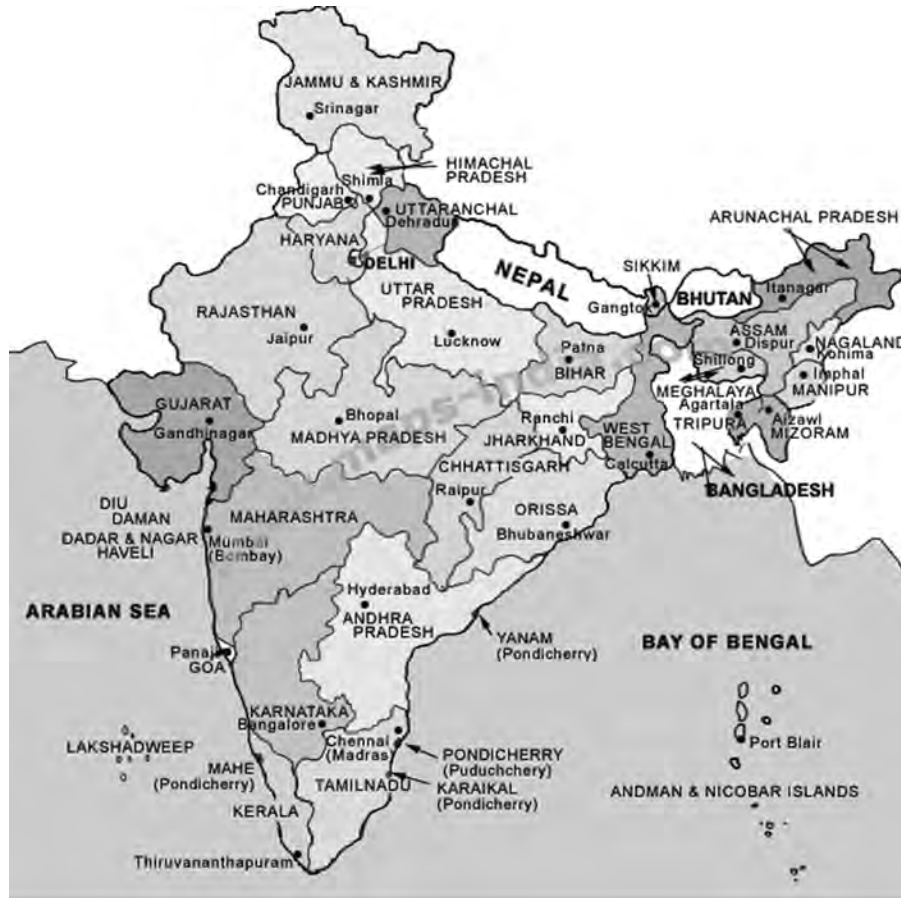 JAMMU & KASHMIR
Srinagar
HIMACHAL
PRADESH
Shimla
Chandigarh
PUNJAB
UTTARANCHAL
Dehradun
ARUNACHAL PRADESH
HARYANA
DELHI
NEPAL
SIKKIM
UTTAR
PRADESH
Gangtok
BHUTAN
Itanagar
RAJASTHAN
Jaipur
Lucknow
Patna
BIHAR
ASSAM
Dispur
NAGALAND
Kohima
Shillong
Imphal
MANIPUR
MEGHALAYA
Agartala
TRIPURA
Aizawl
MIZORAM
GUJARAT
Gandhinagar
Bhopal
MADHYA PRADESH
Ranchi
JHARKHAND
WEST
BENGAL
Calcutta
CHHATTISGARH
Raipur
BANGLADESH
DIU
DAMAN
DADAR & NAGAR
HAVELI
MAHARASHTRA
Mumbai
(Bombay)
ORISSA
Bhubaneshwar
Hyderabad
ANDHRA
PRADESH
ARABIAN SEA
YANAM
(Pondicherry)
BAY OF BENGAL
Panaji
GOA
KARNATAKA
Bangalore
Chennai
(Madras)
PONDICHERRY
(Puduchchery)
LAKSHADWEEP
MAHE
(Pondicherry)
TAMILNADU
KARAIKAL
(Pondicherry)
Port Blair
ANDMAN & NICOBAR ISLANDS
KERALA
Thiruvananthapuram